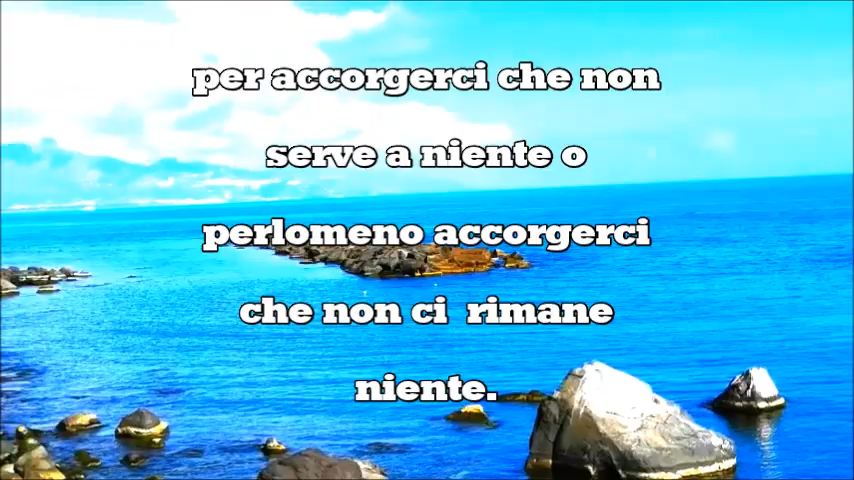 per accorgerci che non
serve a niente o
perlomeno accorgerci
che non ci  rimane
niente.